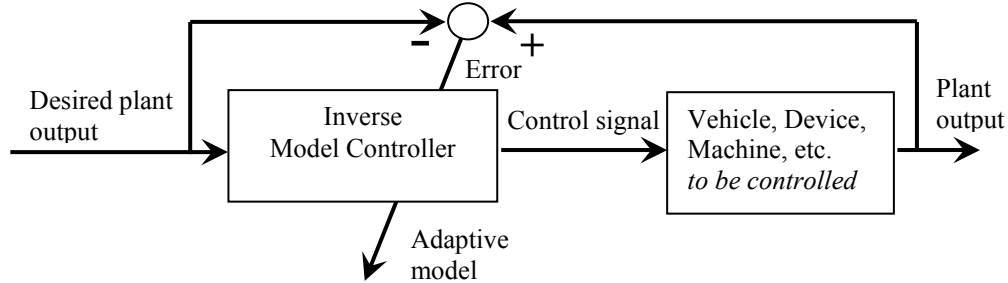 -
+
Error
Desired plant
output
Inverse
Model Controller
Control signal
Vehicle, Device,
Machine, etc.
to be controlled
Plant
output
Adaptive
model